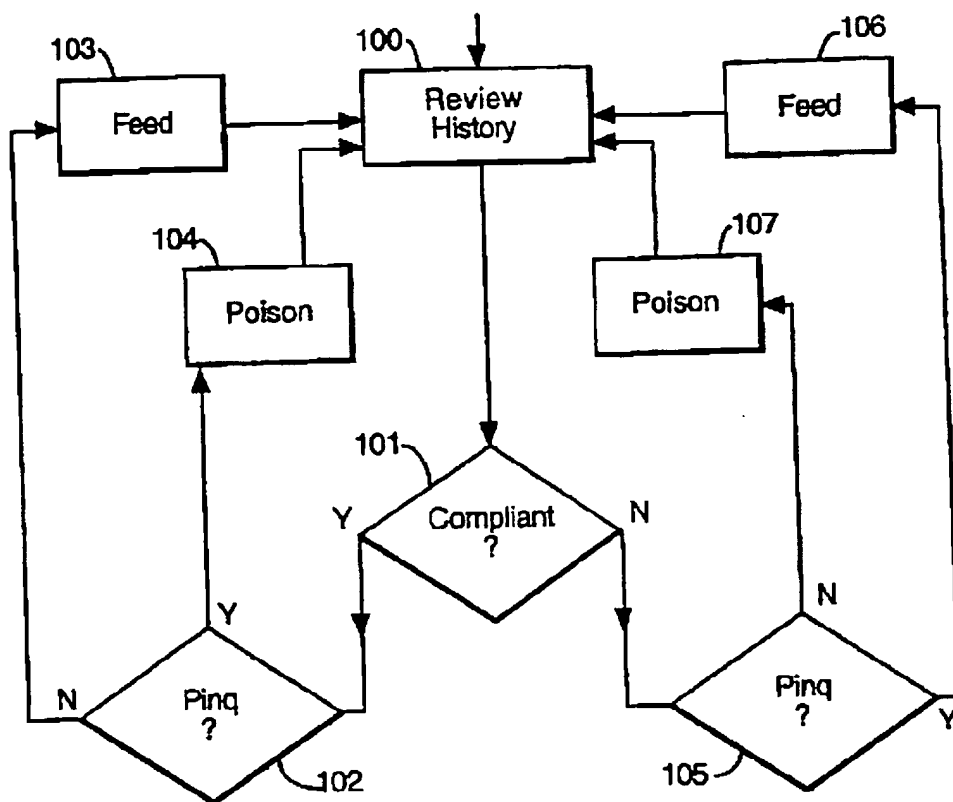 103
100
106
Feed
Review
History
Feed
104
107
Poison
Poison
101
Y
Compliant
?
N
Y
N
N
Pinq
?
Pinq
?
Y
102
105